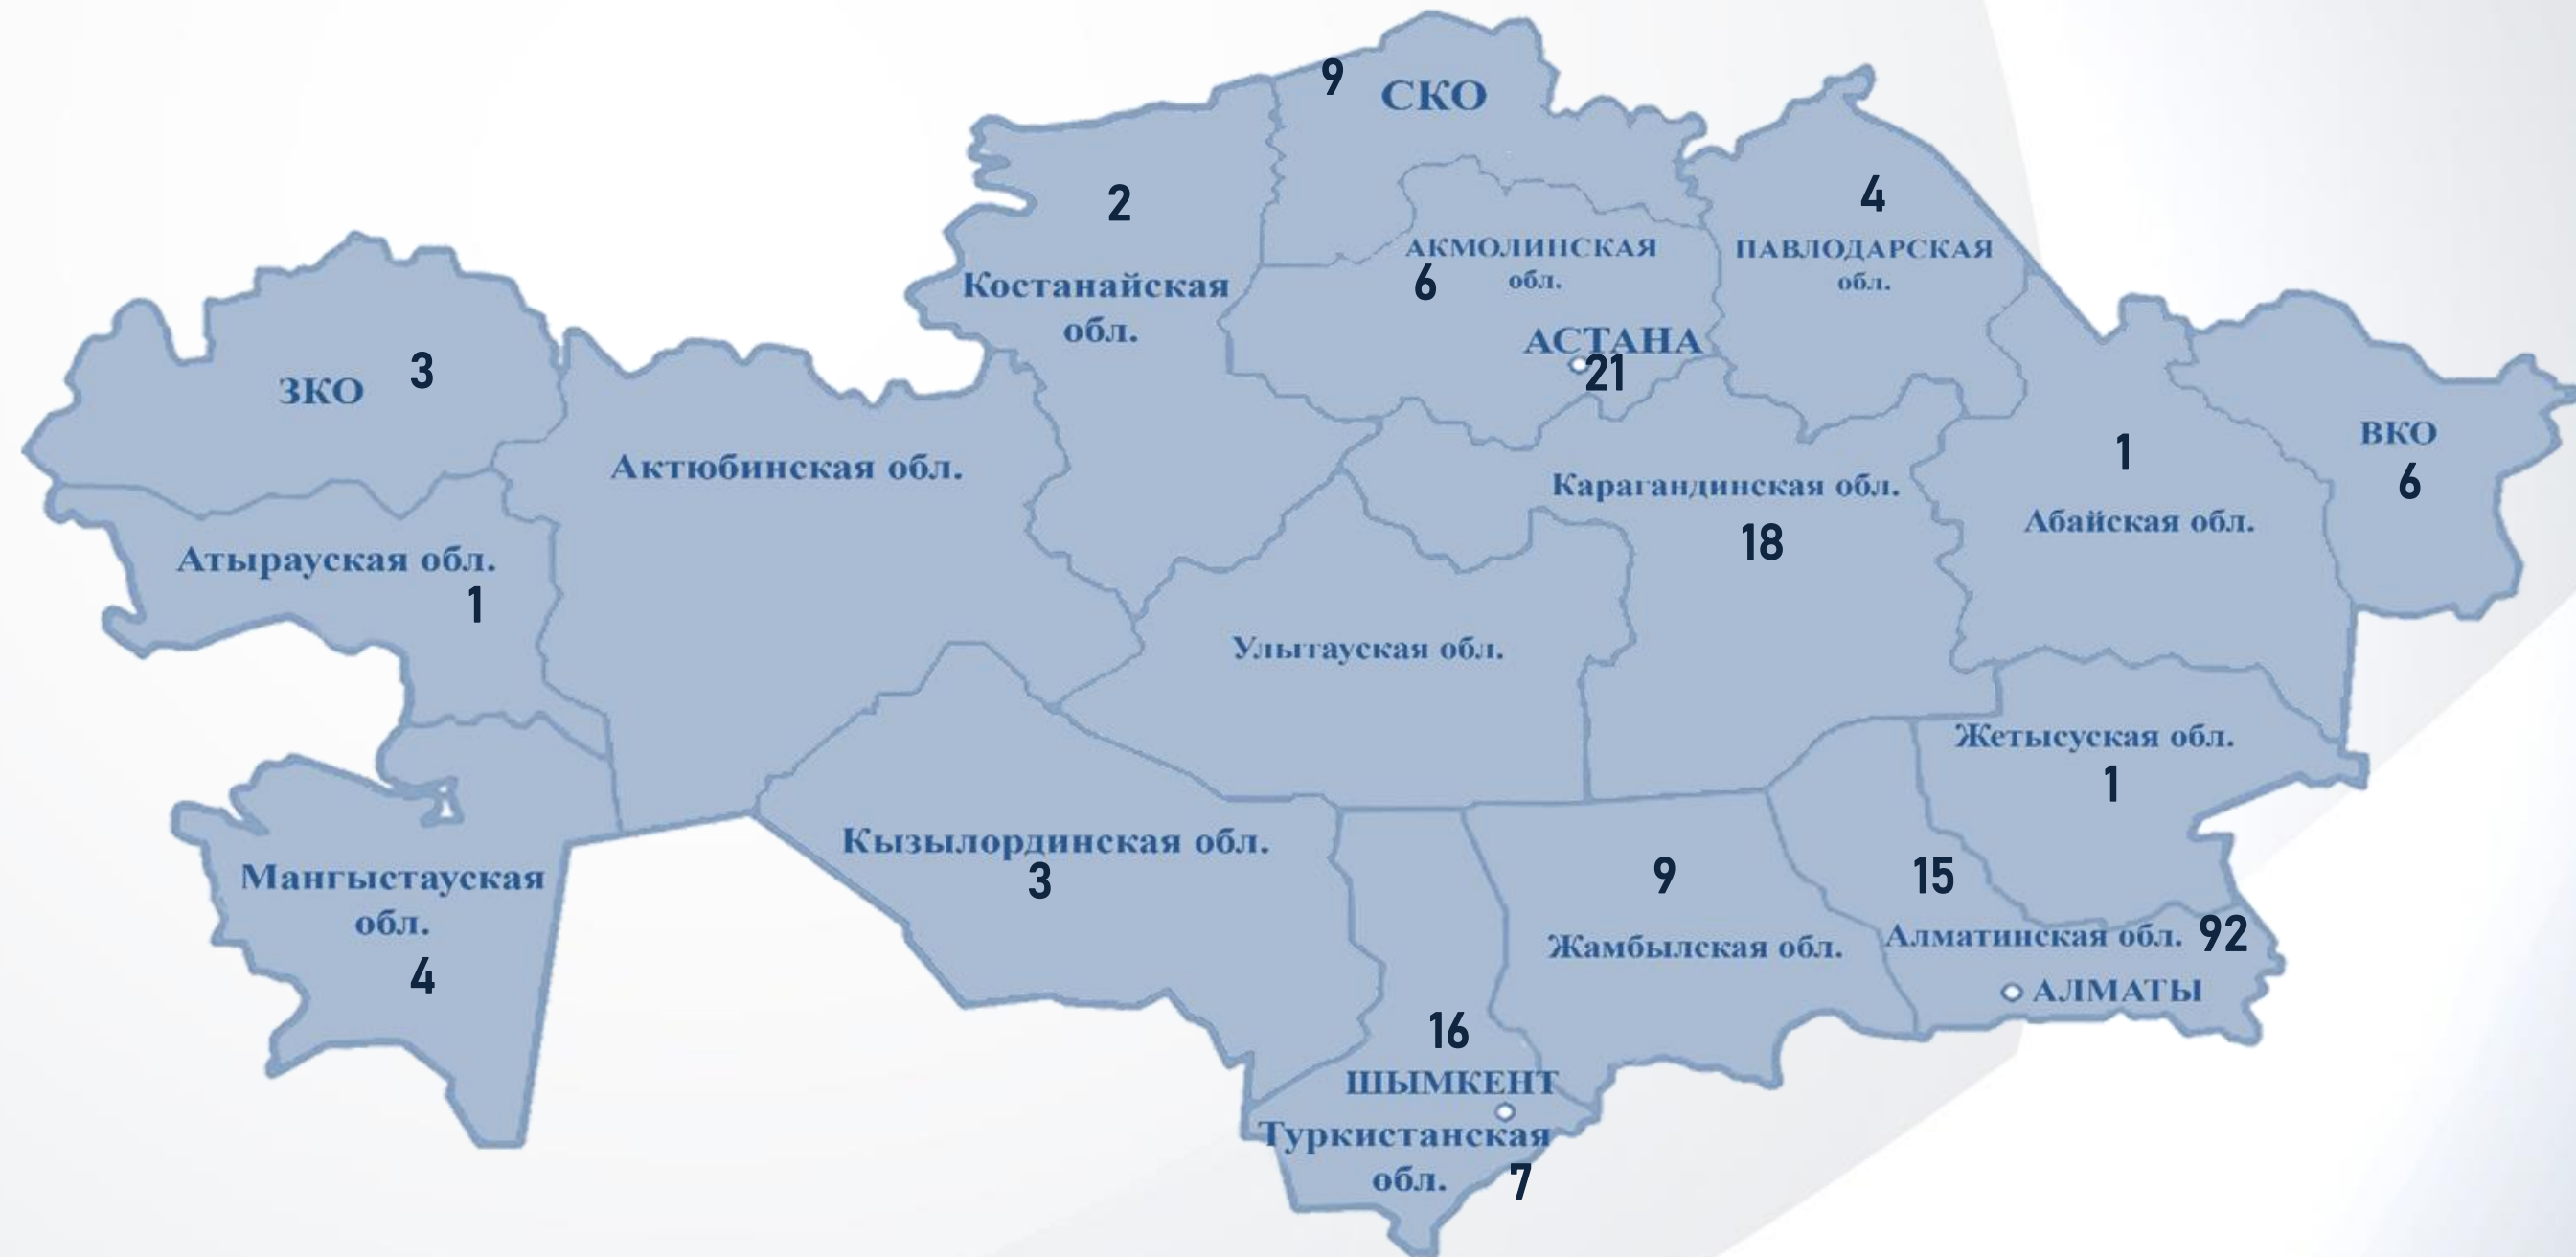 9
СКО
2
4
АКМОЛИНСКАЯ
6
обл.
ПАВЛОДАРСКАЯ
обл.
Костанайская
обл.
АСТАНА
21
ЗКО 3
ВКО
6
Актюбинская обл.
Карагандинская обл.
18
1
Абайская обл.
Атырауская обл.
1
Улытауская обл.
Жетысуская обл.
1
Кызылординская обл.
3
Мангыстауская
обл.
4
9
Жамбылская обл.
15
Алматинская обл. 92
АЛМАТЫ
16
ШЫМКЕНТ
Туркистанская
обл. 7